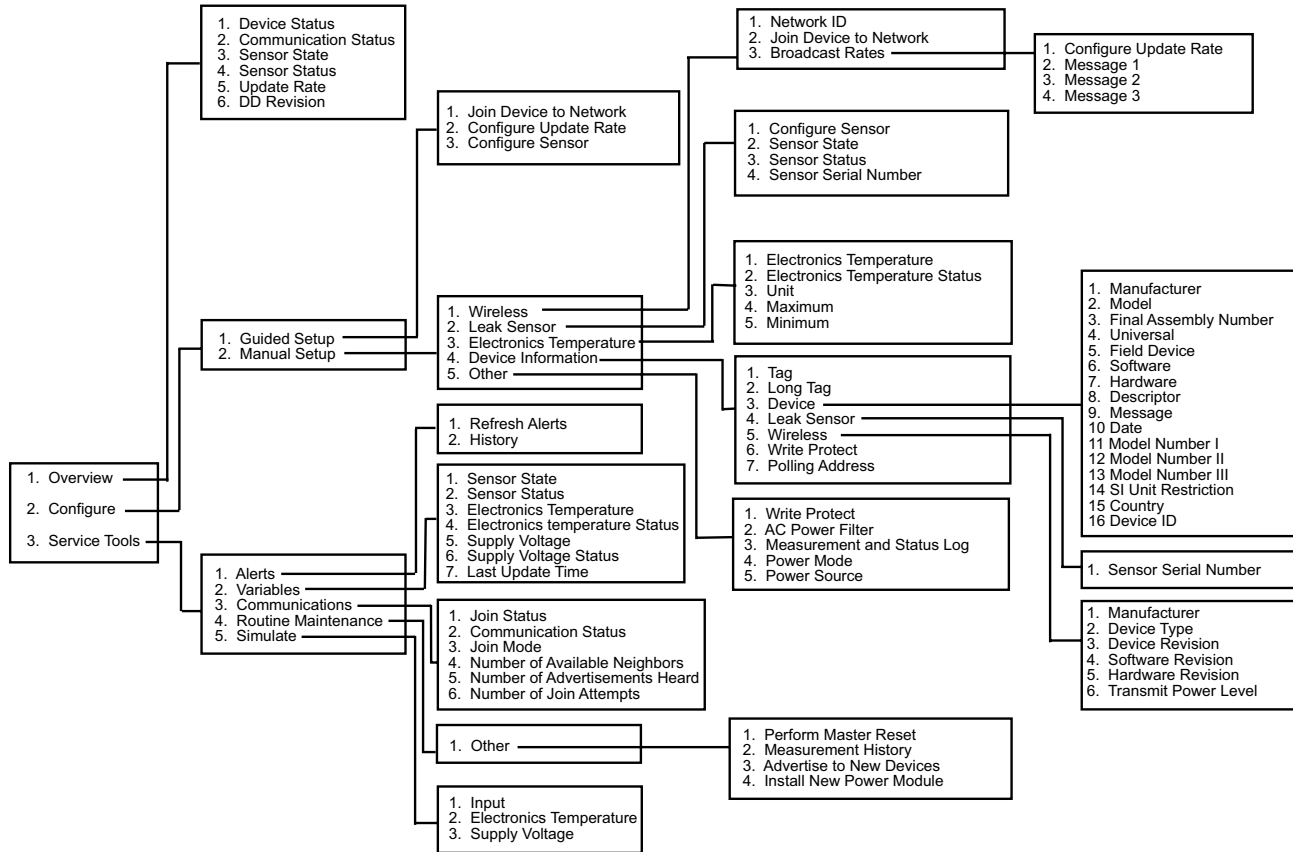 1. Overview
2. Configure
3. Service Tools
1. Device Status
2. Communication Status
3. Sensor State
4. Sensor Status
5. Update Rate
6. DD Revision
1. Guided Setup
2. Manual Setup
1. Alerts
2. Variables
3. Communications
4. Routine Maintenance
5. Simulate
1. Join Device to Network
2. Configure Update Rate
3. Configure Sensor
1. Wireless
2. Leak Sensor
3. Electronics Temperature
4. Device Information
5. Other
1. Refresh Alerts
2. History
1. Sensor State
2. Sensor Status
3. Electronics Temperature
4. Electronics temperature Status
5. Supply Voltage
6. Supply Voltage Status
7. Last Update Time
1. Join Status
2. Communication Status
3. Join Mode
4. Number of Available Neighbors
5. Number of Advertisements Heard
6. Number of Join Attempts
1. Other
1. Input
2. Electronics Temperature
3. Supply Voltage
1. Network ID
2. Join Device to Network
3. Broadcast Rates
1. Configure Sensor
2. Sensor State
3. Sensor Status
4. Sensor Serial Number
1. Electronics Temperature
2. Electronics Temperature Status
3. Unit
4. Maximum
5. Minimum
1. Tag
2. Long Tag
3. Device
4. Leak Sensor
5. Wireless
6. Write Protect
7. Polling Address
1. Write Protect
2. AC Power Filter
3. Measurement and Status Log
4. Power Mode
5. Power Source
1. Perform Master Reset
2. Measurement History
3. Advertise to New Devices
4. Install New Power Module
1. Configure Update Rate
2. Message 1
3. Message 2
4. Message 3
1. Manufacturer
2. Model
3. Final Assembly Number
4. Universal
5. Field Device
6. Software
7. Hardware
8. Descriptor
9. Message
10 Date
11 Model Number I
12 Model Number II
13 Model Number III
14 SI Unit Restriction
15 Country
16 Device ID
1. Sensor Serial Number
1. Manufacturer
2. Device Type
3. Device Revision
4. Software Revision
5. Hardware Revision
6. Transmit Power Level